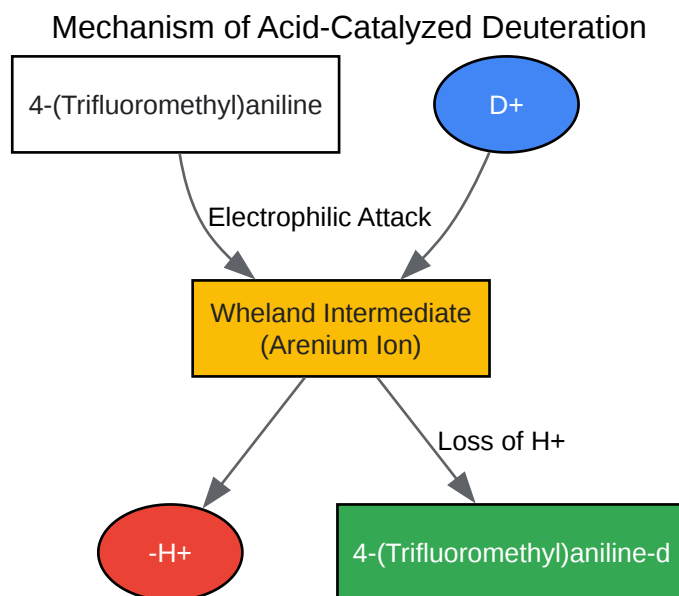 Mechanism of Acid-Catalyzed Deuteration
4-(Trifluoromethyl)aniline
D+
Electrophilic Attack
Wheland Intermediate
(Arenium Ion)
Loss of H+
-H+
4-(Trifluoromethyl)aniline-d